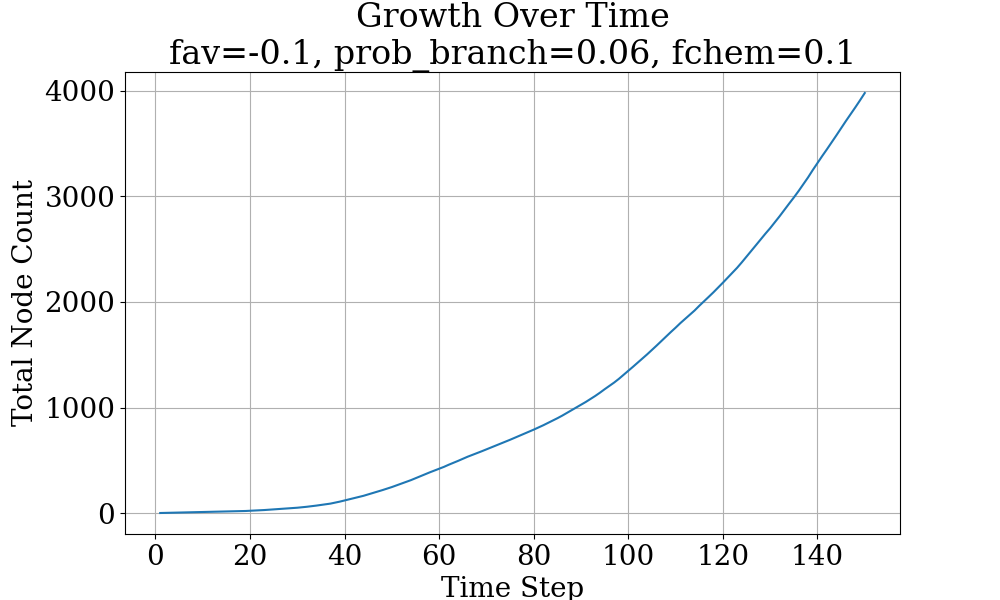 Growth Over Time
fav=-0.1, prob_branch=0.06, fchem=0.1
Total Node Count
4000
3000
2000
1000
0
0 20 40 60 80 100 120 140
Time Step